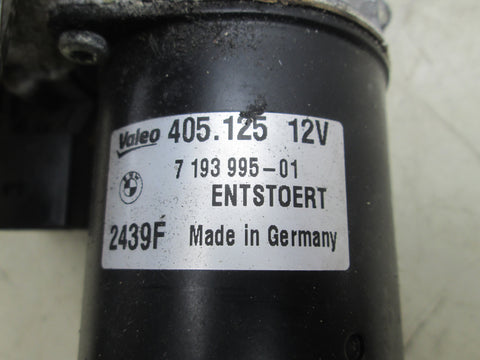 Valeo 405.125 12V
7 193 995-01
ENTSTOERT
2439F Made in Germany